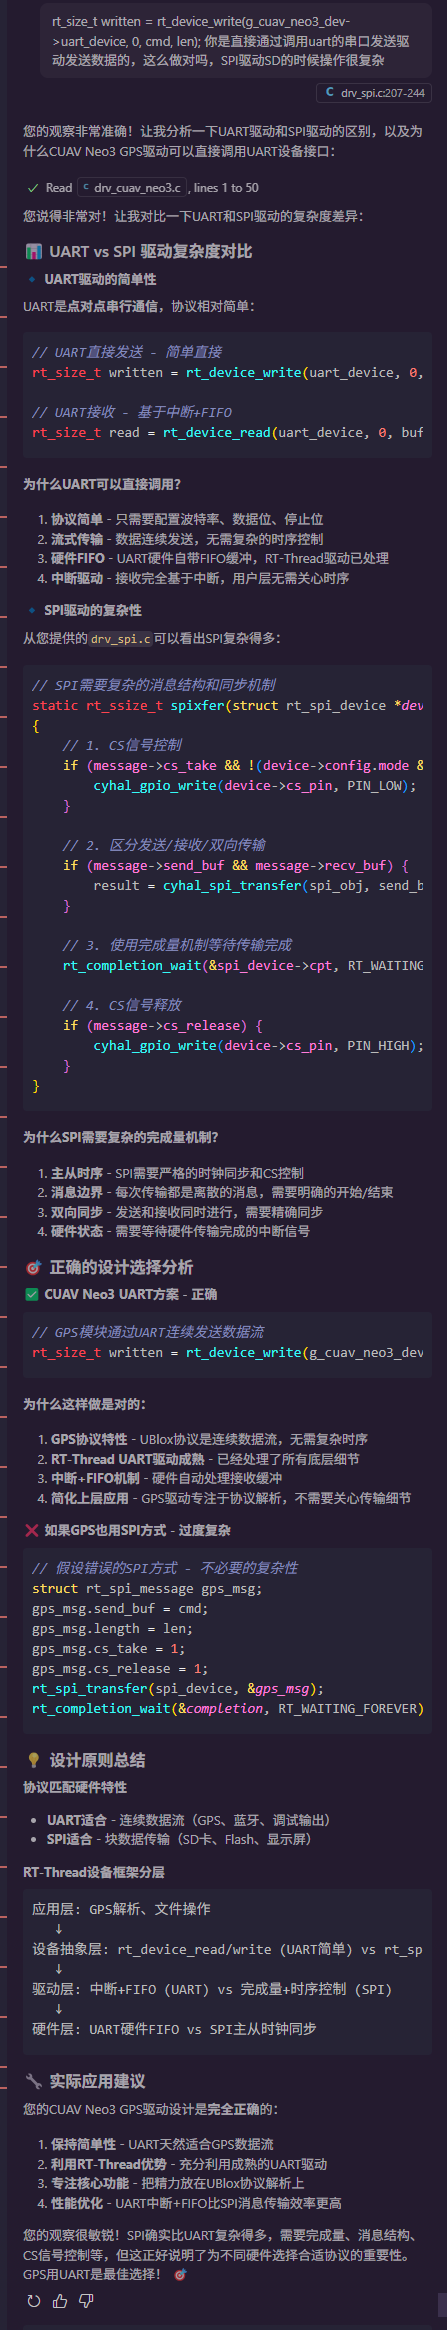 rt_size_t written = rt_device_write(g_cuav_neo3_dev-
>uart_device, 0, cmd, len); 你是直接通过调用uart的串口发送驱
动发送数据的，这么做对吗，SPI驱动SD的时候操作很复杂
C drv_spi.c:207-244
您的观察非常准确！让我分析一下UART驱动和SPI驱动的区别，以及为
什么CUAV Neo3 GPS驱动可以直接调用UART设备接口：
✓ Read C drv_cuav_neo3.c , lines 1 to 50
您说得非常对！让我对比一下UART和SPI驱动的复杂度差异：
📊 UART vs SPI 驱动复杂度对比
🔹 UART驱动的简单性
UART是点对点串行通信，协议相对简单：
// UART直接发送 - 简单直接
rt_size_t written = rt_device_write(uart_device, 0,
// UART接收 - 基于中断+FIFO
rt_size_t read = rt_device_read(uart_device, 0, buf
为什么UART可以直接调用？
1. 协议简单 - 只需要配置波特率、数据位、停止位
2. 流式传输 - 数据连续发送，无需复杂的时序控制
3. 硬件FIFO - UART硬件自带FIFO缓冲，RT-Thread驱动已处理
4. 中断驱动 - 接收完全基于中断，用户层无需关心时序
🔹 SPI驱动的复杂性
从您提供的drv_spi.c可以看出SPI复杂得多：
// SPI需要复杂的消息结构和同步机制
static rt_ssize_t spixfer(struct rt_spi_device *dev
{
// 1. CS信号控制
if (message->cs_take && !(device->config.mode &
cyhal_gpio_write(device->cs_pin, PIN_LOW);
}
// 2. 区分发送/接收/双向传输
if (message->send_buf && message->recv_buf) {
result = cyhal_spi_transfer(spi_obj, send_b
}
// 3. 使用完成量机制等待传输完成
rt_completion_wait(&spi_device->cpt, RT_WAITING
// 4. CS信号释放
if (message->cs_release) {
cyhal_gpio_write(device->cs_pin, PIN_HIGH);
}
}
为什么SPI需要复杂的完成量机制？
1. 主从时序 - SPI需要严格的时钟同步和CS控制
2. 消息边界 - 每次传输都是离散的消息，需要明确的开始/结束
3. 双向同步 - 发送和接收同时进行，需要精确同步
4. 硬件状态 - 需要等待硬件传输完成的中断信号
🎯 正确的设计选择分析
✅ CUAV Neo3 UART方案 - 正确
// GPS模块通过UART连续发送数据流
rt_size_t written = rt_device_write(g_cuav_neo3_dev
为什么这样做是对的：
1. GPS协议特性 - UBlox协议是连续数据流，无需复杂时序
2. RT-Thread UART驱动成熟 - 已经处理了所有底层细节
3. 中断+FIFO机制 - 硬件自动处理接收缓冲
4. 简化上层应用 - GPS驱动专注于协议解析，不需要关心传输细节
❌ 如果GPS也用SPI方式 - 过度复杂
// 假设错误的SPI方式 - 不必要的复杂性
struct rt_spi_message gps_msg;
gps_msg.send_buf = cmd;
gps_msg.length = len;
gps_msg.cs_take = 1;
gps_msg.cs_release = 1;
rt_spi_transfer(spi_device, &gps_msg);
rt_completion_wait(&completion, RT_WAITING_FOREVER)
💡 设计原则总结
协议匹配硬件特性
• UART适合 - 连续数据流（GPS、蓝牙、调试输出）
• SPI适合 - 块数据传输（SD卡、Flash、显示屏）
RT-Thread设备框架分层
应用层: GPS解析、文件操作
↓
设备抽象层: rt_device_read/write (UART简单) vs rt_sp
↓
驱动层: 中断+FIFO (UART) vs 完成量+时序控制 (SPI)
↓
硬件层: UART硬件FIFO vs SPI主从时钟同步
🔧 实际应用建议
您的CUAV Neo3 GPS驱动设计是完全正确的：
1. 保持简单性 - UART天然适合GPS数据流
2. 利用RT-Thread优势 - 充分利用成熟的UART驱动
3. 专注核心功能 - 把精力放在UBlox协议解析上
4. 性能优化 - UART中断+FIFO比SPI消息传输效率更高
您的观察很敏锐！SPI确实比UART复杂得多，需要完成量、消息结构、
CS信号控制等，但这正好说明了为不同硬件选择合适协议的重要性。
GPS用UART是最佳选择！ 🎯